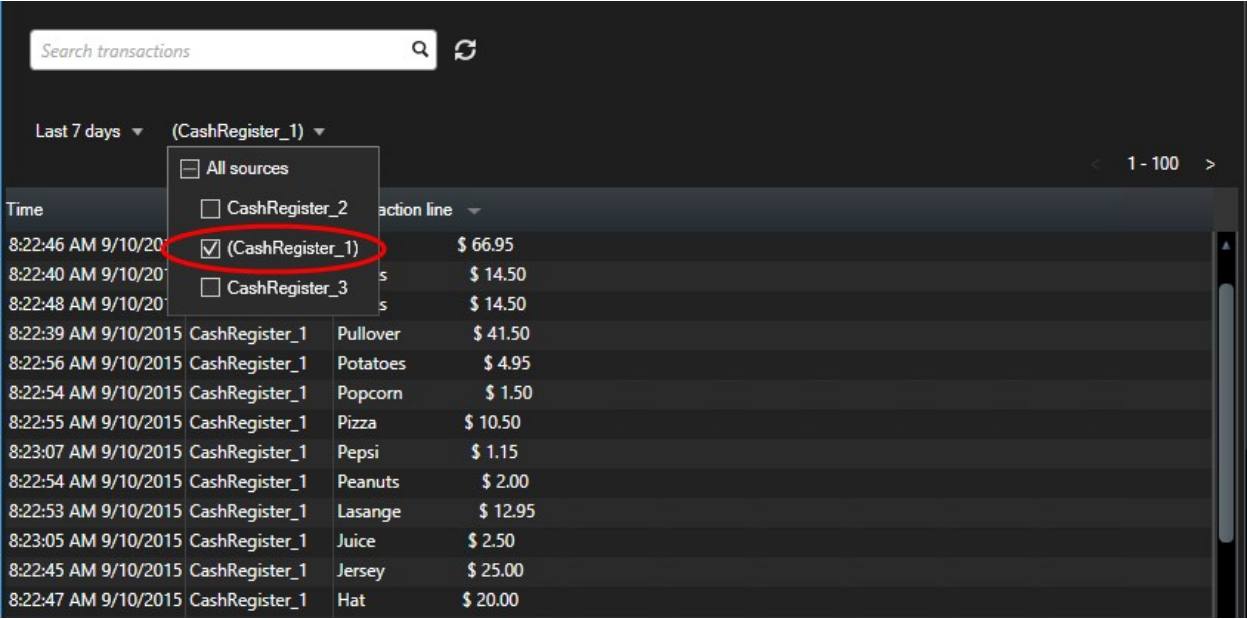 Search transactions
Last 7 days (CashRegister_1)
All sources
1 - 100 >
CashRegister_2
Time action line
(CashRegister_1)
8:22:46 AM 9/10/20 $ 66.95
8:22:40 AM 9/10/20 s $ 14.50
CashRegister_3
8:22:48 AM 9/10/20 s $ 14.50
8:22:39 AM 9/10/2015 CashRegister_1 Pullover $ 41.50
8:22:56 AM 9/10/2015 CashRegister_1 Potatoes $ 4.95
8:22:54 AM 9/10/2015 CashRegister_1 Popcorn $ 1.50
8:22:55 AM 9/10/2015 CashRegister_1 Pizza $ 10.50
8:23:07 AM 9/10/2015 CashRegister_1 Pepsi $ 1.15
8:22:54 AM 9/10/2015 CashRegister_1 Peanuts $ 2.00
8:22:53 AM 9/10/2015 CashRegister_1 Lasange $ 12.95
8:23:05 AM 9/10/2015 CashRegister_1 Juice $ 2.50
8:22:45 AM 9/10/2015 CashRegister_1 Jersey $ 25.00
8:22:47 AM 9/10/2015 CashRegister_1 Hat $ 20.00